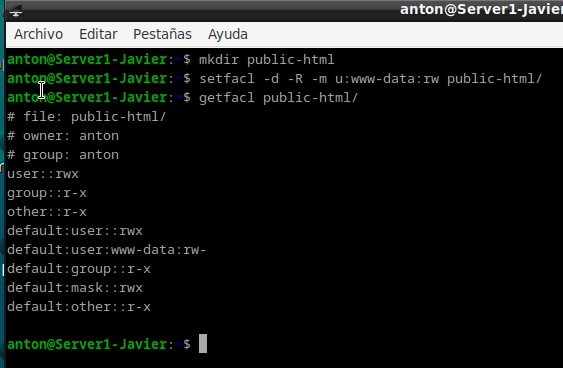 anton@Server1-Javier
Archivo Editar Pestañas Ayuda
anton@Server1-Javier:~$ mkdir public-html
anton@Server1-Javier:~$ setfacl -d -R -m u:www-data:rw public-html/
anton@Server1-Javier:~$ getfacl public-html/
# file: public-html/
# owner: anton
# group: anton
user::rwx
group::r-x
other::r-x
default:user::rwx
default:user:www-data:rw-
default:group::r-x
default:mask::rwx
default:other::r-x
anton@Server1-Javier:~$